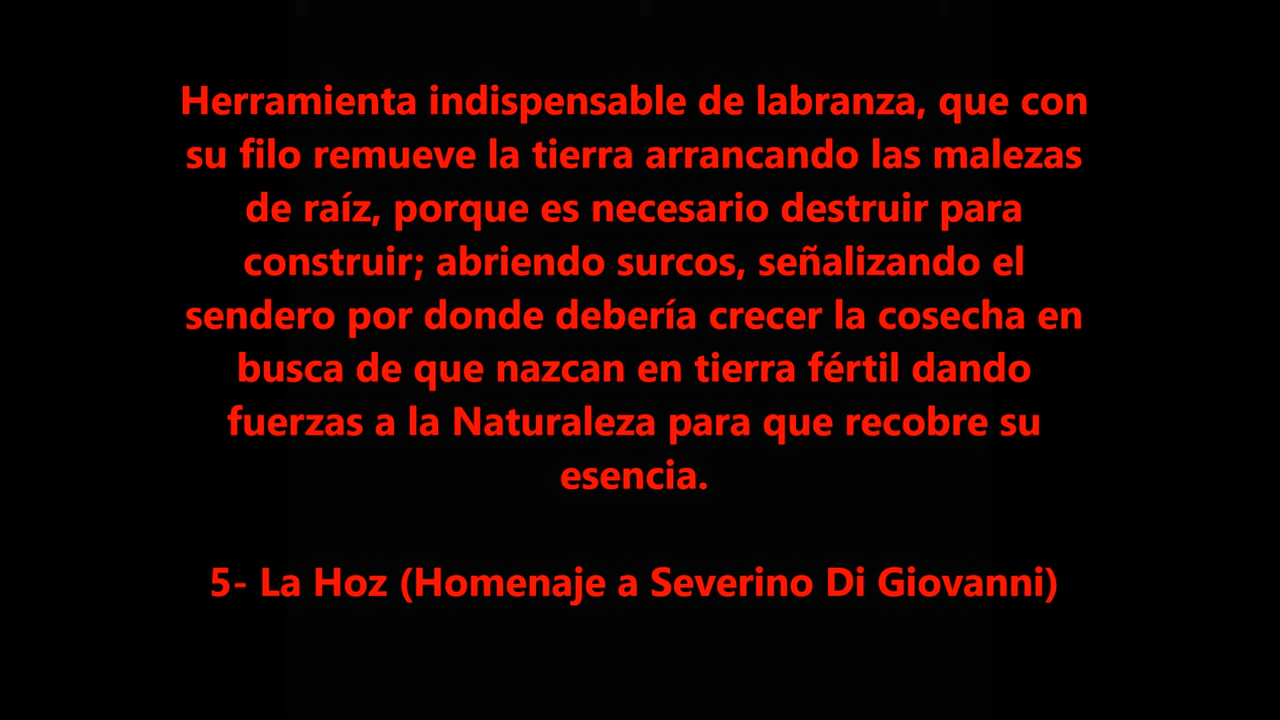 Herramienta indispensable de labranza, que con
su filo remueve la tierra arrancando las malezas
de raíz, porque es necesario destruir para
construir; abriendo surcos, señalizando el
sendero por donde debería crecer la cosecha en
busca de que nazcan en tierra fértil dando
fuerzas a la Naturaleza para que recobre su
esencia.
5- La Hoz (Homenaje a Severino Di Giovanni)